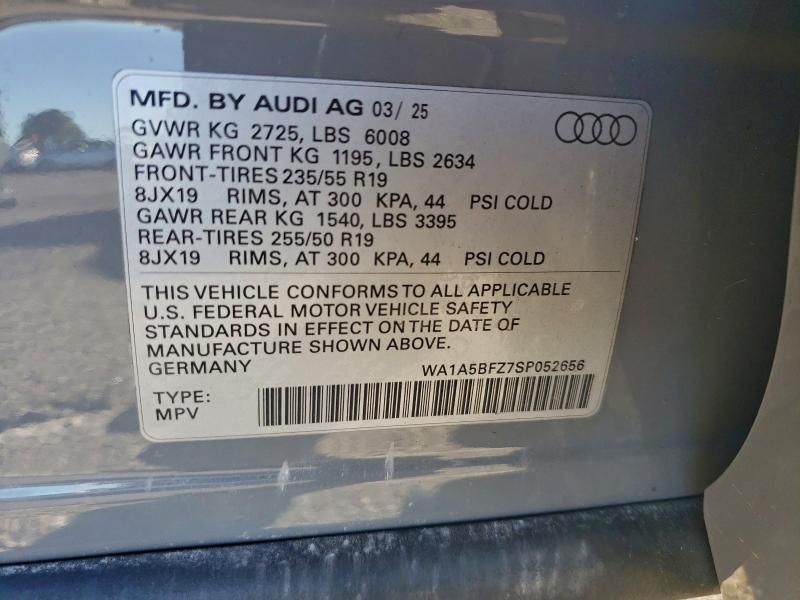 MFD. BY AUDI AG 03/ 25
GVWR KG 2725, LBS 6008
GAWR FRONT KG 1195, LBS 2634
FRONT-TIRES 235/55 R19
8JX19 RIMS, AT 300 KPA, 44 PSI COLD
GAWR REAR KG 1540, LBS 3395
REAR-TIRES 255/50 R19
8JX19 RIMS, AT 300 KPA, 44 PSI COLD
THIS VEHICLE CONFORMS TO ALL APPLICABLE
U.S. FEDERAL MOTOR VEHICLE SAFETY
STANDARDS IN EFFECT ON THE DATE OF
MANUFACTURE SHOWN ABOVE.
GERMANY WA1A5BFZ7SP052656
TYPE:
MPV